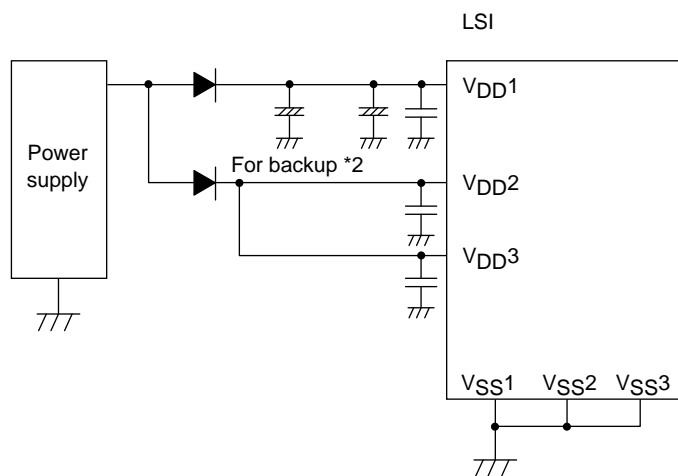 LSI
VDD1
Power
supply
For backup *2
VDD2
VDD3
VSS1 VSS2 VSS3